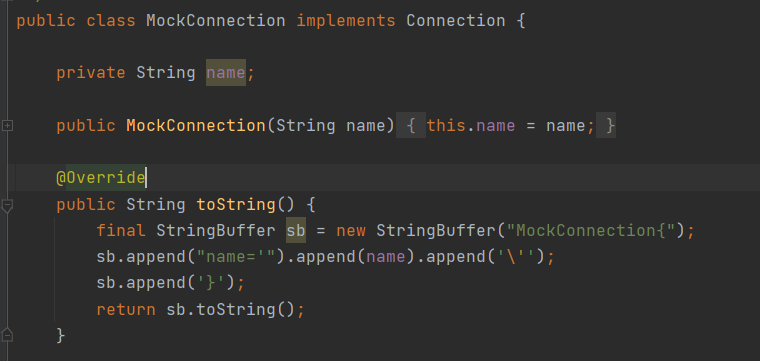 public class MockConnection implements Connection {
private String name;
public MockConnection(String name) { this.name = name; }
@Override
public String toString() {
final StringBuffer sb = new StringBuffer("MockConnection{");
sb.append("name='").append(name).append('\'');
sb.append('}');
return sb.toString();
}